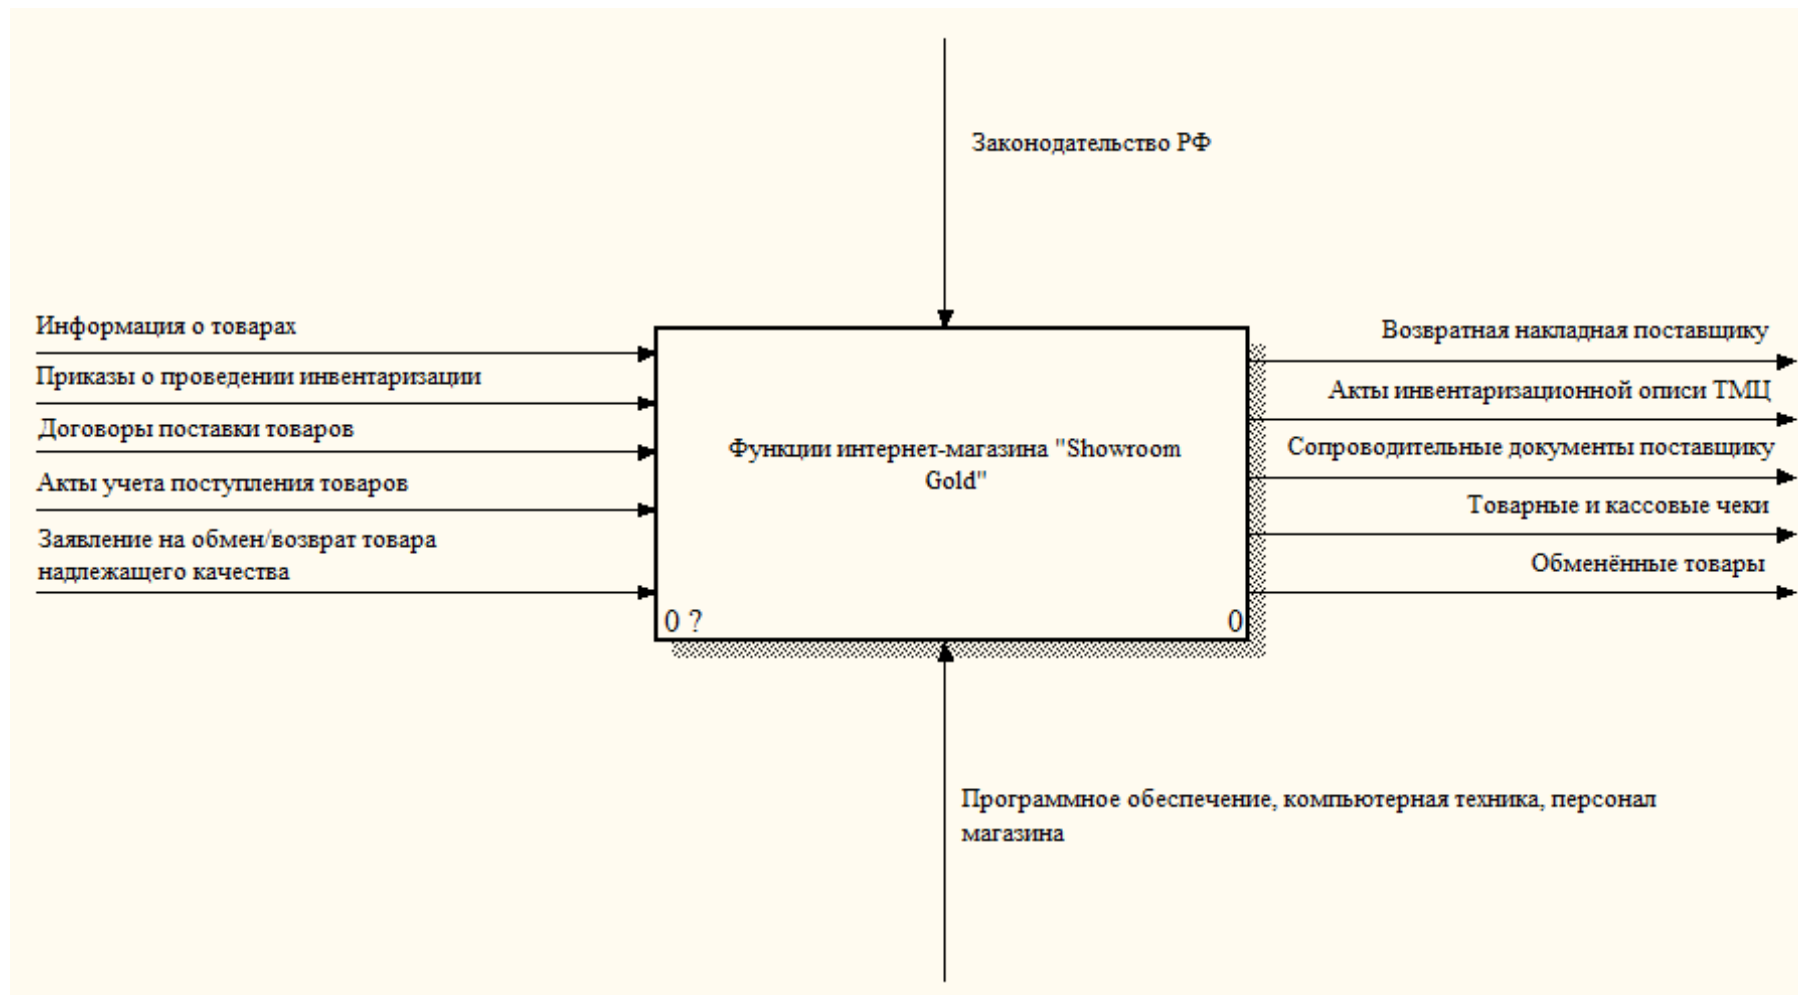 Законодательство РФ
Информация о товарах
Приказы о проведении инвентаризации
Договоры поставки товаров
Акты учета поступления товаров
Заявление на обмен/возврат товара
надлежащего качества
Функции интернет-магазина "Showroom
Gold"
0 ?
0
Возвратная накладная поставщику
Акты инвентаризационной описи ТМЦ
Сопроводительные документы поставщику
Товарные и кассовые чеки
Обменённые товары
Программное обеспечение, компьютерная техника, персонал
магазина